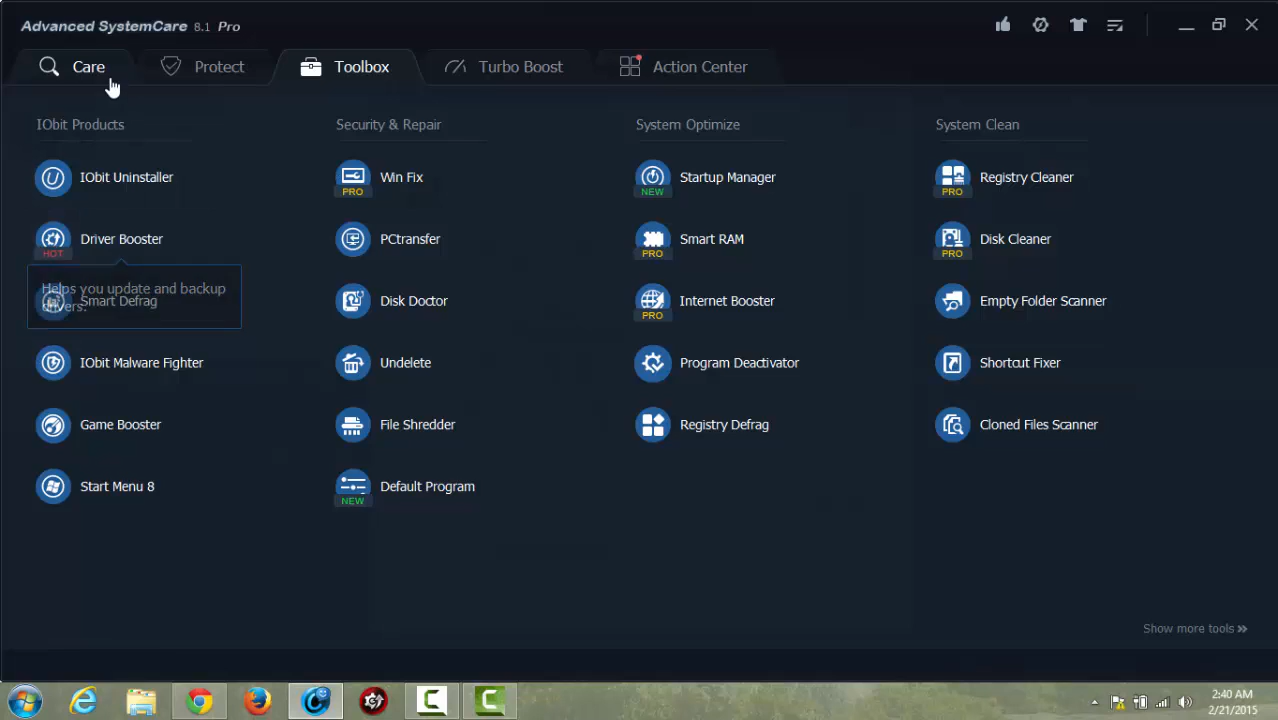 Advanced SystemCare 8.1 Pro
Care
Protect
Toolbox
Turbo Boost
Action Center
IObit Products
Security & Repair
System Optimize
System Clean
IObit Uninstaller
Win Fix
PRO
Startup Manager
NEW
Registry Cleaner
PRO
Driver Booster
HOT
PCtransfer
Smart RAM
PRO
Disk Cleaner
PRO
Helps you update and backup
drivers.
Smart Defrag
Disk Doctor
Internet Booster
PRO
Empty Folder Scanner
IObit Malware Fighter
Undelete
Program Deactivator
Shortcut Fixer
Game Booster
File Shredder
Registry Defrag
Cloned Files Scanner
Start Menu 8
Default Program
NEW
Show more tools
2:40 AM
2/21/2015